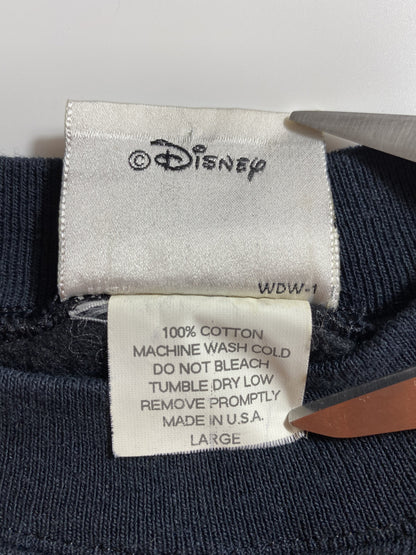 ©Disney
WDW-1
100% COTTON
MACHINE WASH COLD
DO NOT BLEACH
TUMBLE DRY LOW
REMOVE PROMPTLY
MADE IN U.S.A.
LARGE